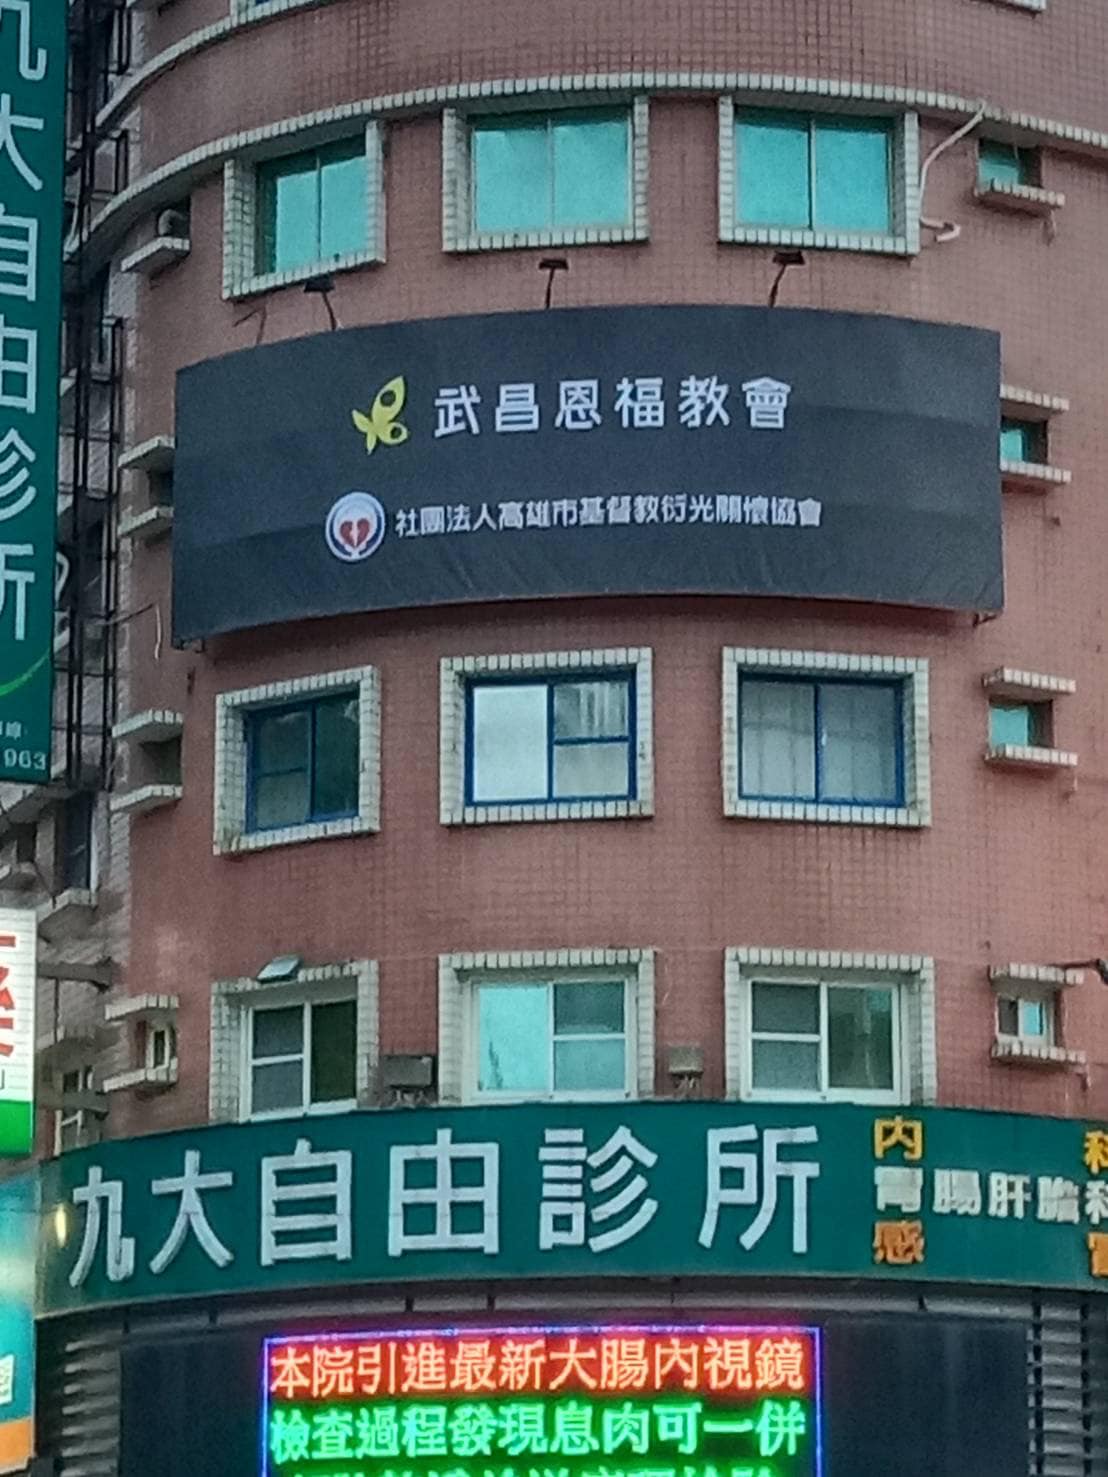 九大自由診所
963
武昌恩福教會
社團法人高雄市基督教衍光關懷協會
九大自由診所
內科
胃腸肝膽科
感
本院引進最新大腸內視鏡
檢查過程發現息肉可一併